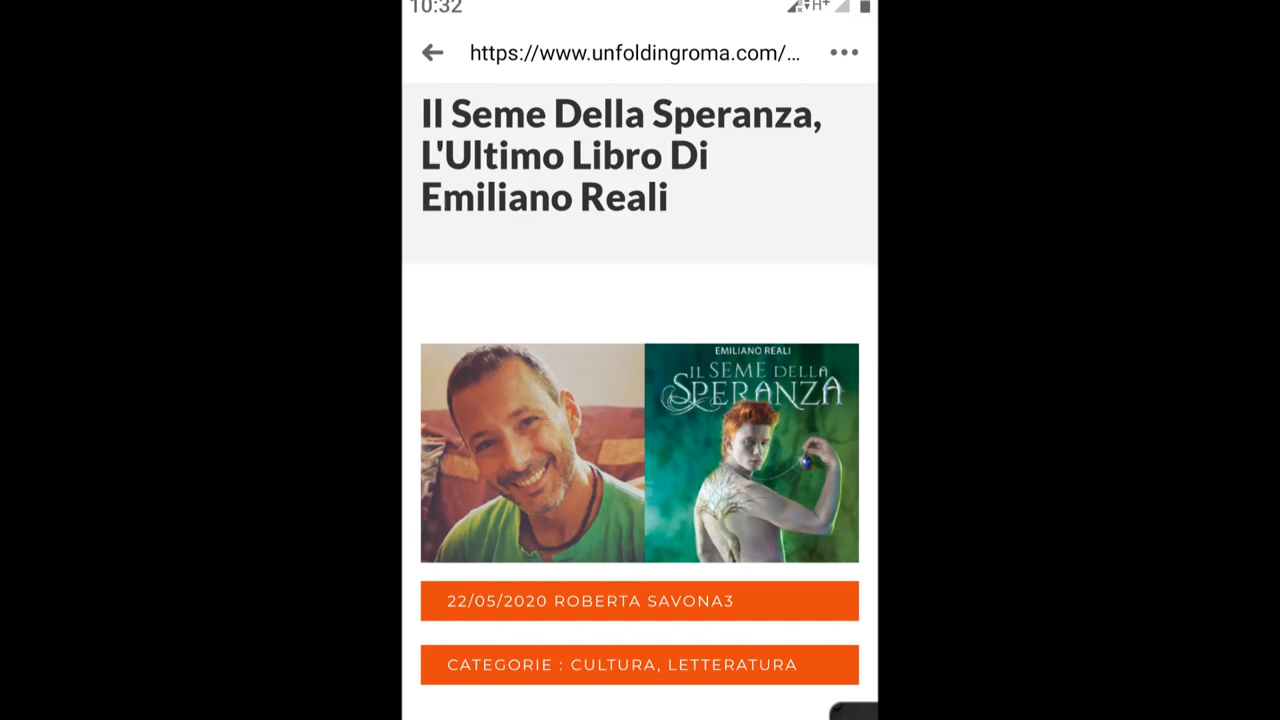 10:32
H+
https://www.unfoldingroma.com/...
Il Seme Della Speranza,
L'Ultimo Libro Di
Emiliano Reali
EMILIANO REALI
IL SEME DELLA
SPERANZA
22/05/2020 ROBERTA SAVONA3
CATEGORIE : CULTURA, LETTERATURA